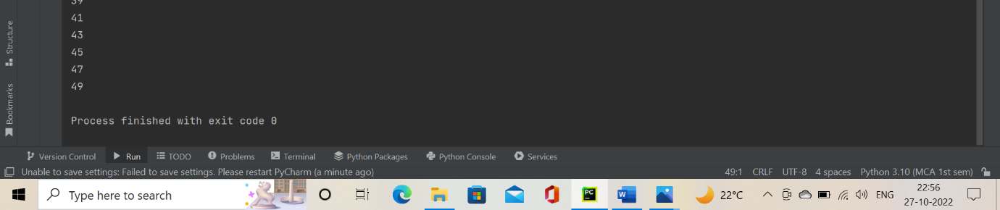 39
41
43
45
47
49
Process finished with exit code 0
Structure
Bookmarks
Version Control Run TODO Problems Terminal Python Packages Python Console Services
Unable to save settings: Failed to save settings. Please restart PyCharm (a minute ago) 49:1 CRLF UTF-8 4 spaces Python 3.10 (MCA 1st sem)
Type here to search PC W 22°C ENG 22:56
27-10-2022